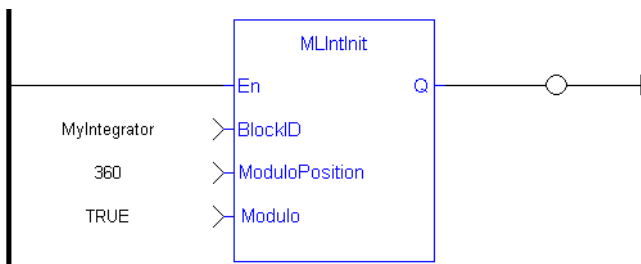 MLIntInit
En Q
MyIntegrator BlockID
360 ModuloPosition
TRUE Modulo